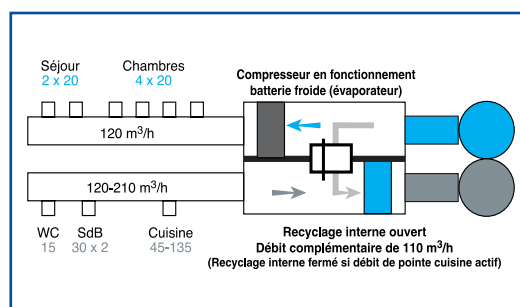 Séjour
2 x 20
Chambres
4 x 20
Compresseur en fonctionnement
batterie froide (évaporateur)
120 m³/h
120-210 m³/h
WC
15
SdB
30 x 2
Cuisine
45-135
Recyclage interne ouvert
Débit complémentaire de 110 m³/h
(Recyclage interne fermé si débit de pointe cuisine actif)